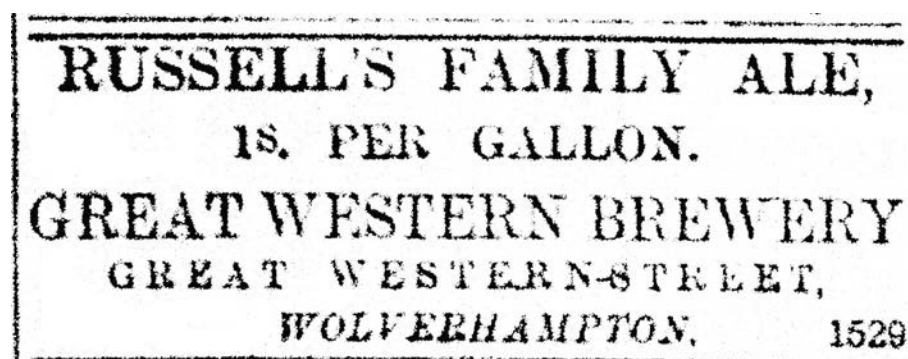 RUSSELL'S FAMILY ALE,
1s. PER GALLON.
GREAT WESTERN BREWERY
GREAT WESTERN-STREET,
WOLVERHAMPTON. 1529